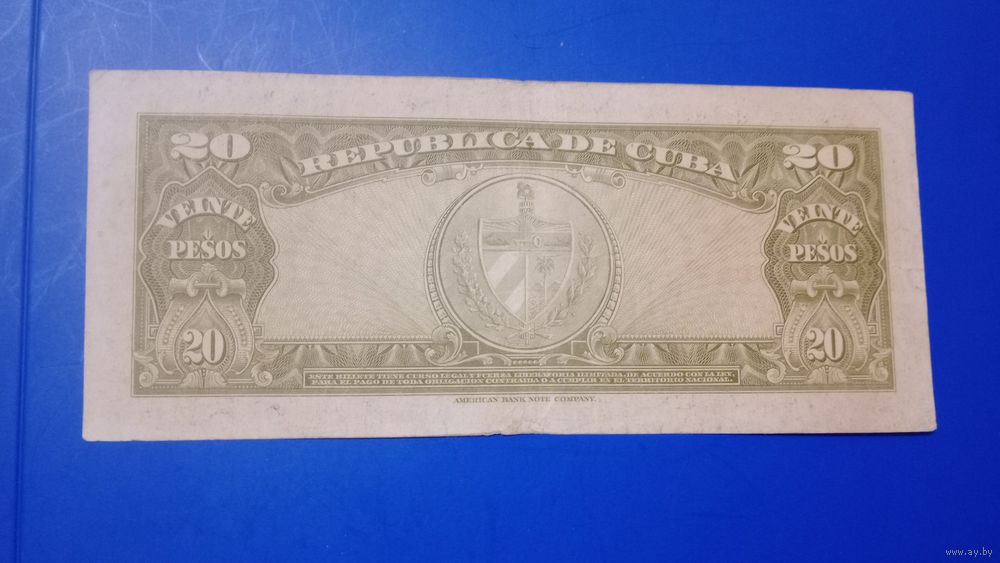 20
REPUBLICA DE CUBA
20
VEINTE
PESOS
VEINTE
PESOS
20
20
ESTE BILLETE TIENE CURSO LEGAL Y FUERZA LIBERATORIA ILIMITADA, DE ACUERDO CON LA LEY,
PARA EL PAGO DE TODA OBLIGACION CONTRAIDA O A CUMPLIR EN EL TERRITORIO NACIONAL.
AMERICAN BANK NOTE COMPANY.
www.ay.by